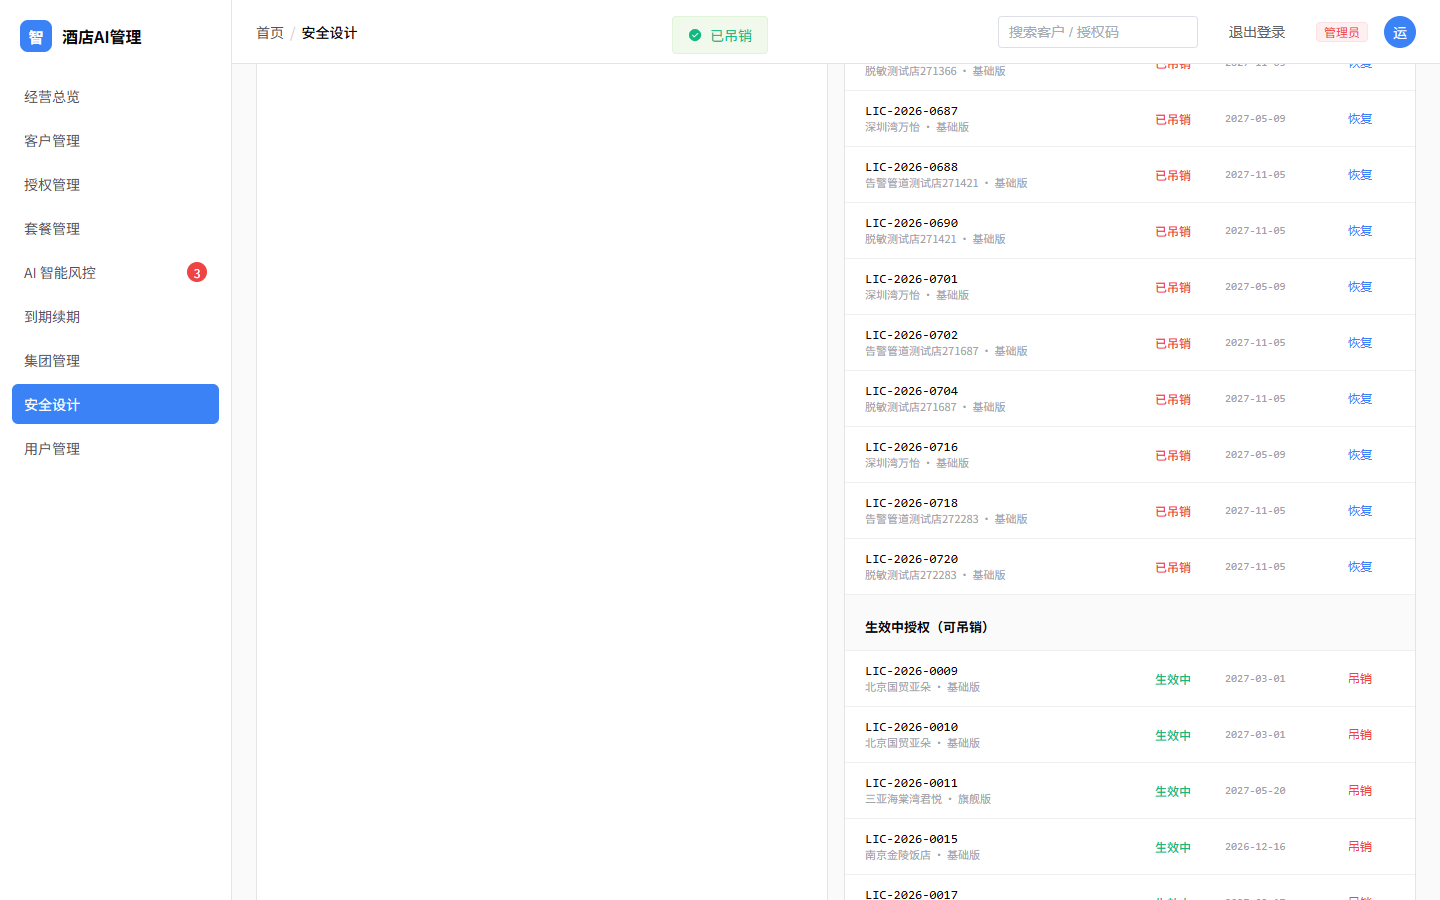 智 酒店AI管理
首页 / 安全设计
已吊销
搜索客户 / 授权码
退出登录
管理员
运
经营总览
客户管理
授权管理
套餐管理
AI 智能风控 3
到期续期
集团管理
安全设计
用户管理
脱敏测试店271366 · 基础版
LIC-2026-0687
深圳湾万怡 · 基础版
已吊销 2027-05-09 恢复
LIC-2026-0688
告警管道测试店271421 · 基础版
已吊销 2027-11-05 恢复
LIC-2026-0690
脱敏测试店271421 · 基础版
已吊销 2027-11-05 恢复
LIC-2026-0701
深圳湾万怡 · 基础版
已吊销 2027-05-09 恢复
LIC-2026-0702
告警管道测试店271687 · 基础版
已吊销 2027-11-05 恢复
LIC-2026-0704
脱敏测试店271687 · 基础版
已吊销 2027-11-05 恢复
LIC-2026-0716
深圳湾万怡 · 基础版
已吊销 2027-05-09 恢复
LIC-2026-0718
告警管道测试店272283 · 基础版
已吊销 2027-11-05 恢复
LIC-2026-0720
脱敏测试店272283 · 基础版
已吊销 2027-11-05 恢复
生效中授权（可吊销）
LIC-2026-0009
北京国贸亚朵 · 基础版
生效中 2027-03-01 吊销
LIC-2026-0010
北京国贸亚朵 · 基础版
生效中 2027-03-01 吊销
LIC-2026-0011
三亚海棠湾君悦 · 旗舰版
生效中 2027-05-20 吊销
LIC-2026-0015
南京金陵饭店 · 基础版
生效中 2026-12-16 吊销
LIC-2026-0017